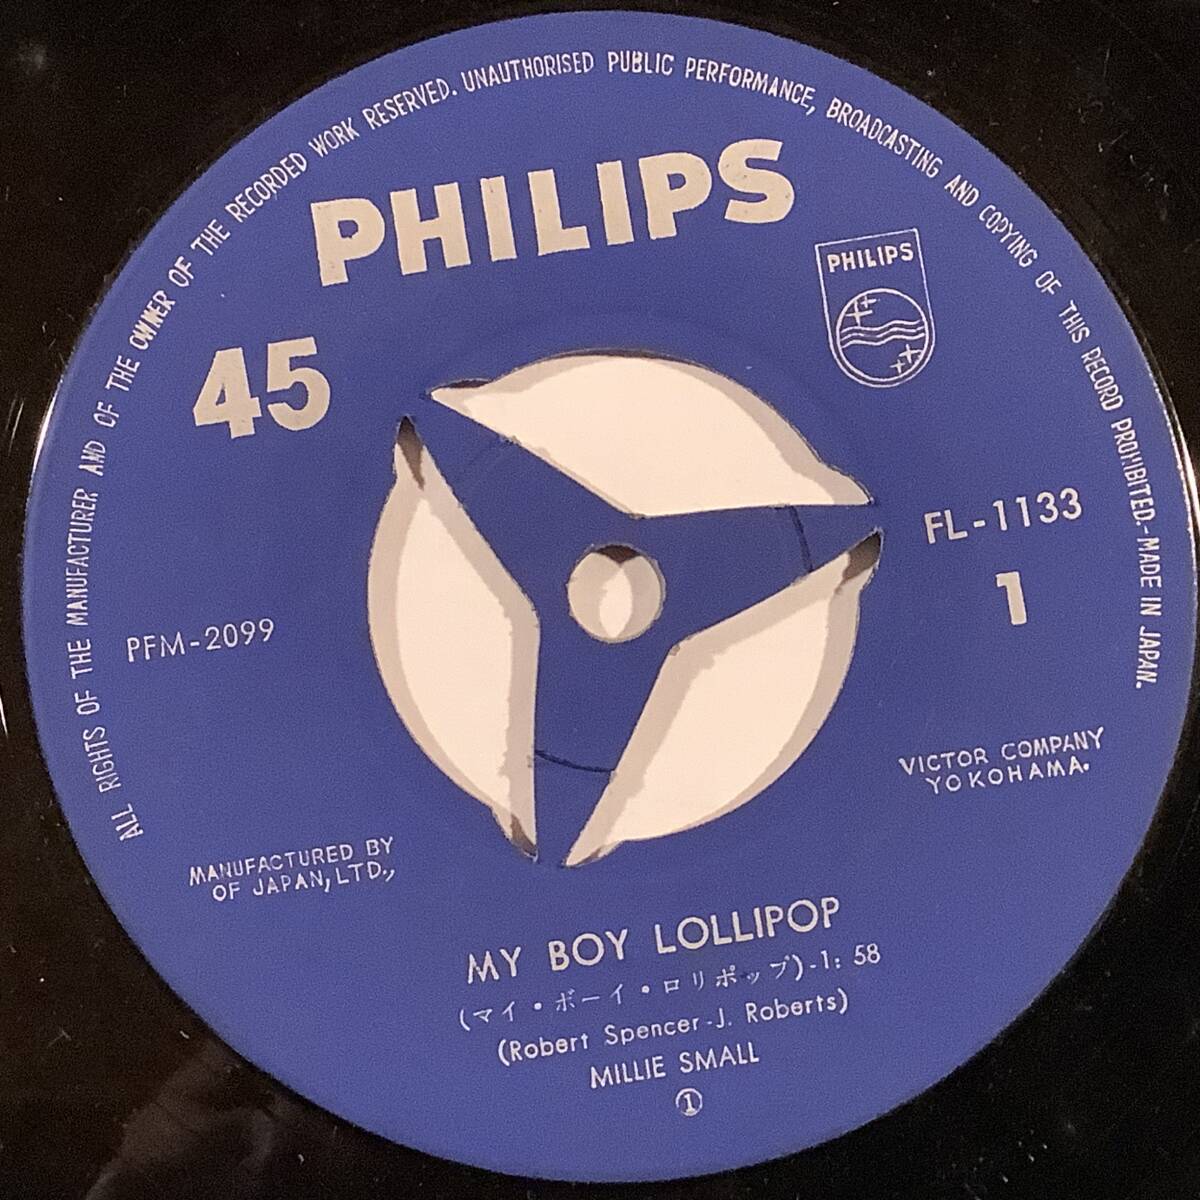 ALL RIGHTS OF THE MANUFACTURER AND OF THE OWNER OF THE RECORDED WORK RESERVED. UNAUTHORISED PUBLIC PERFORMANCE, BROADCASTING AND COPYING OF THIS RECORD PROHIBITED.-MADE IN JAPAN.
PHILIPS
PHILIPS
45
FL-1133
1
PFM-2099
MANUFACTURED BY VICTOR COMPANY
OF JAPAN, LTD., YOKOHAMA.
MY BOY LOLLIPOP
(マイ・ボーイ・ロリポップ)-1: 58
(Robert Spencer-J. Roberts)
MILLIE SMALL
①